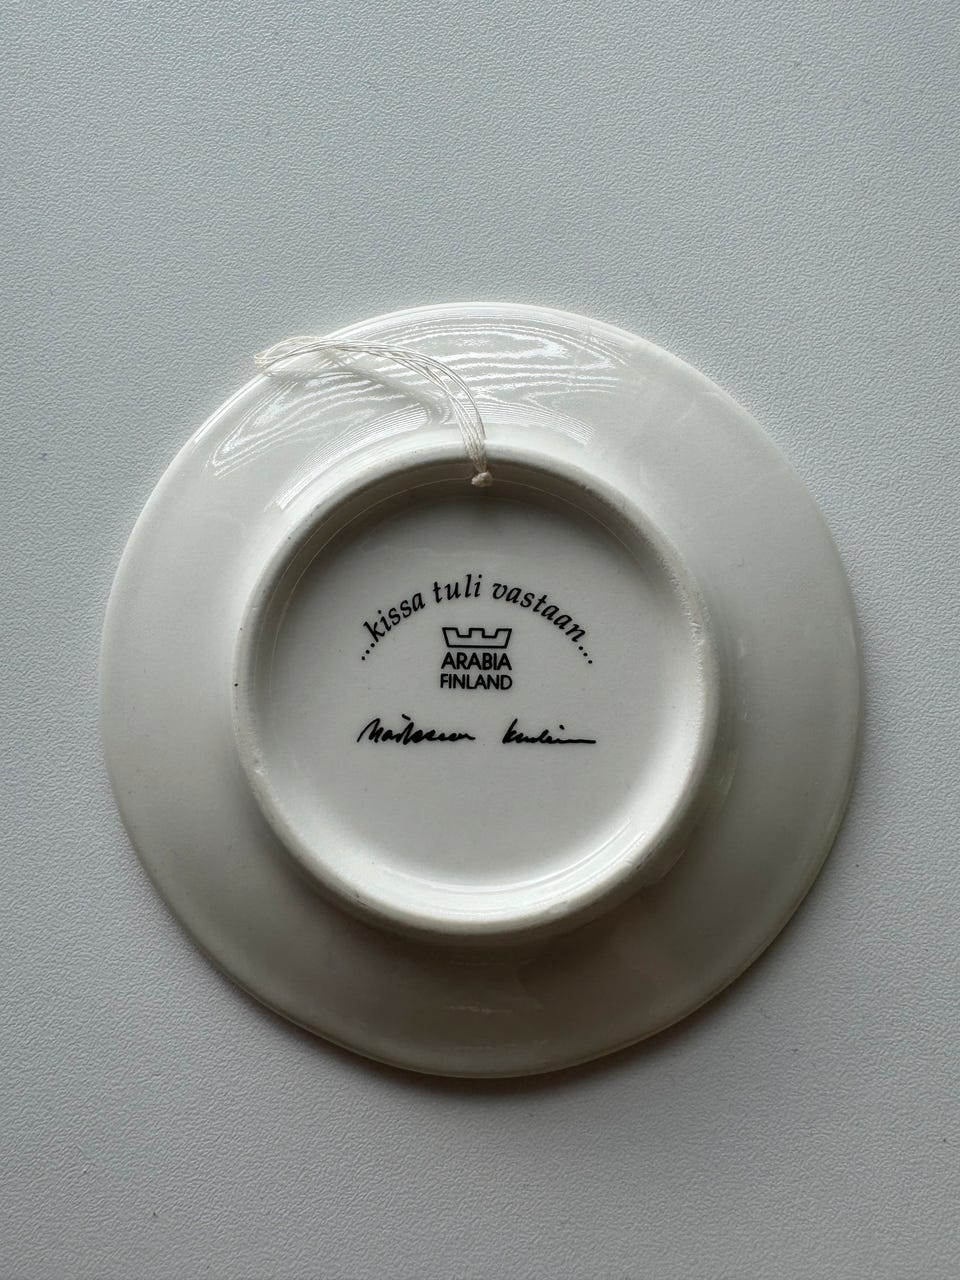 ...kissa tuli vastaan...
ARABIA
FINLAND